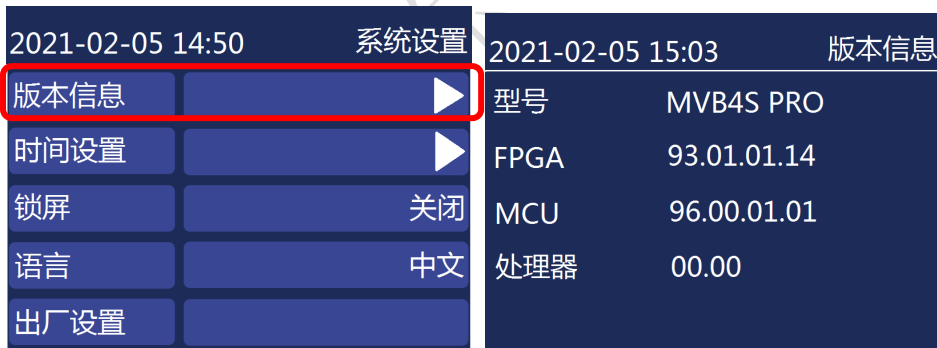 2021-02-05 14:50 系统设置
版本信息
时间设置
锁屏 关闭
语言 中文
出厂设置
2021-02-05 15:03 版本信息
型号 MVB4S PRO
FPGA 93.01.01.14
MCU 96.00.01.01
处理器 00.00